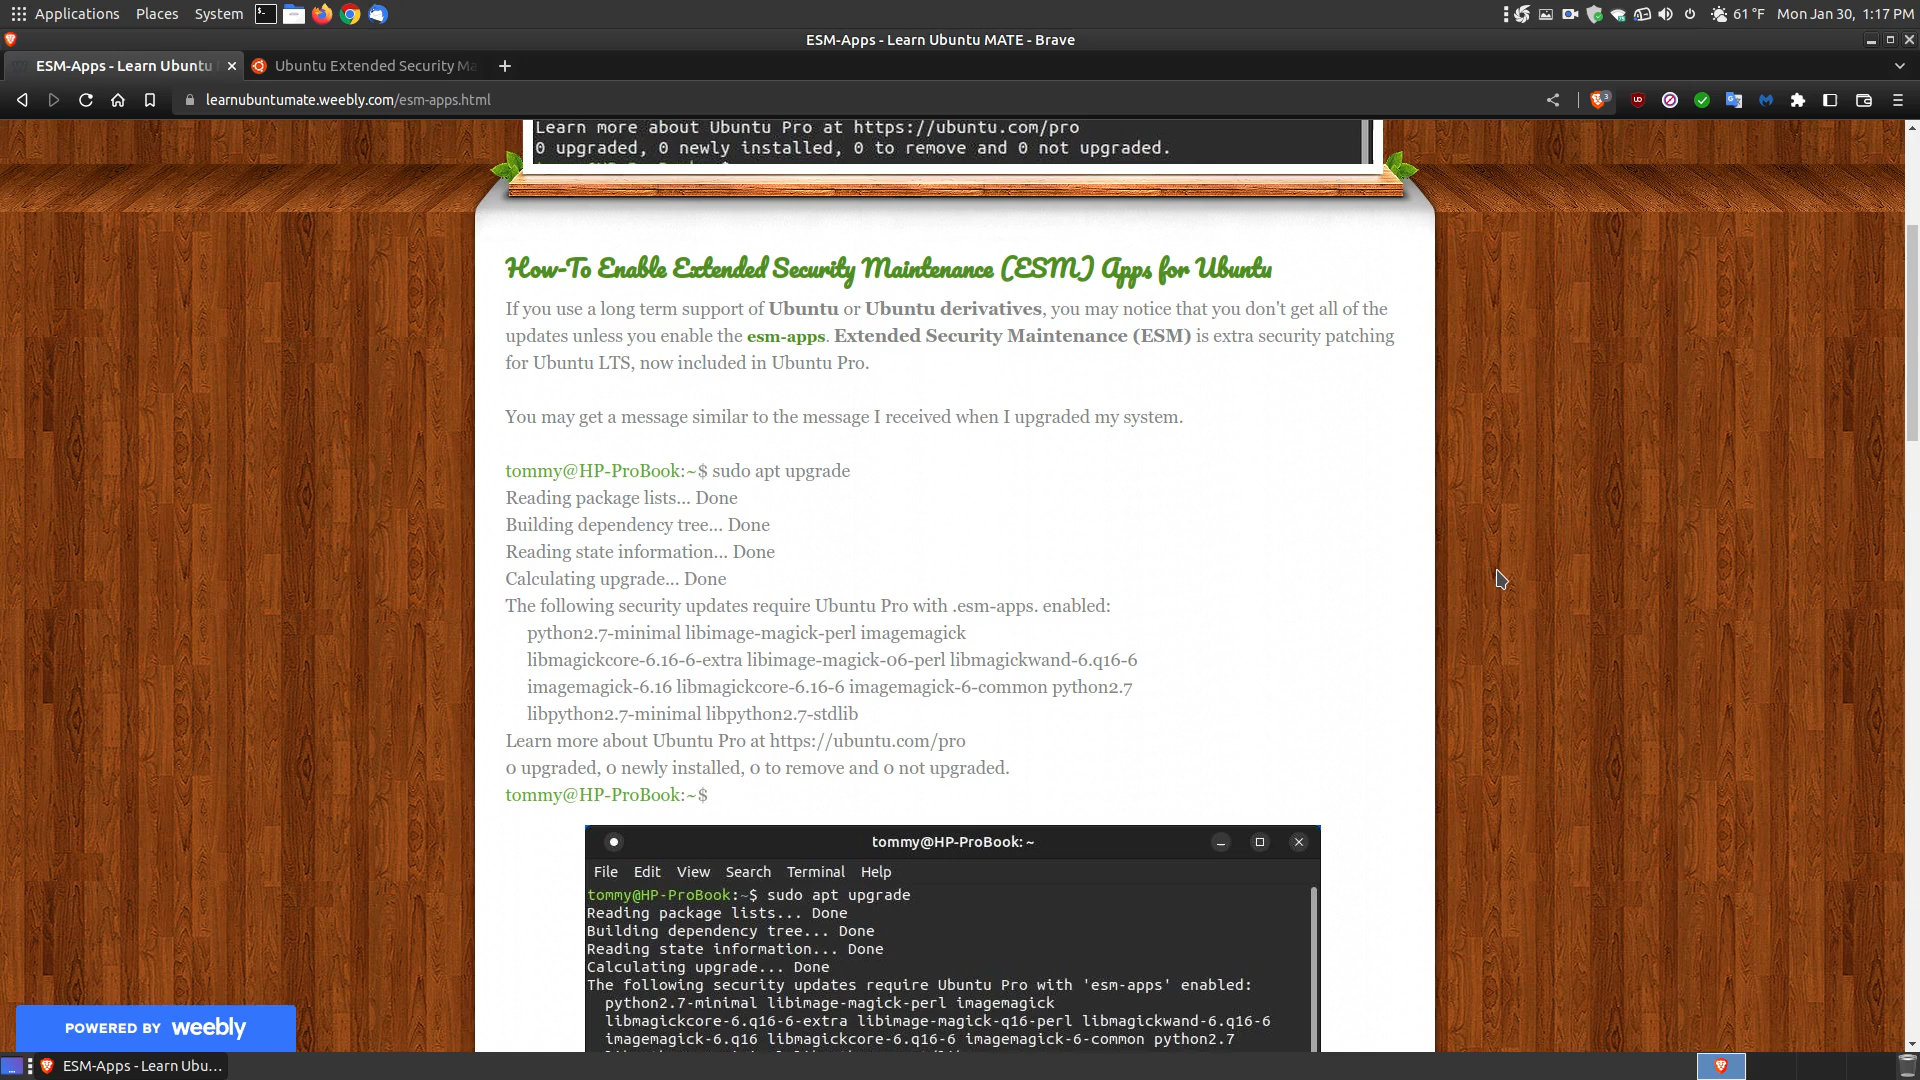 Applications Places System
61 °F Mon Jan 30, 1:17 PM
ESM-Apps - Learn Ubuntu MATE - Brave
ESM-Apps - Learn Ubuntu
Ubuntu Extended Security Ma
learnubuntumate.weebly.com/esm-apps.html
Learn more about Ubuntu Pro at https://ubuntu.com/pro
0 upgraded, 0 newly installed, 0 to remove and 0 not upgraded.
How-To Enable Extended Security Maintenance (ESM) Apps for Ubuntu
If you use a long term support of Ubuntu or Ubuntu derivatives, you may notice that you don't get all of the
updates unless you enable the esm-apps. Extended Security Maintenance (ESM) is extra security patching
for Ubuntu LTS, now included in Ubuntu Pro.
You may get a message similar to the message I received when I upgraded my system.
tommy@HP-ProBook:~$ sudo apt upgrade
Reading package lists... Done
Building dependency tree... Done
Reading state information... Done
Calculating upgrade... Done
The following security updates require Ubuntu Pro with .esm-apps. enabled:
python2.7-minimal libimage-magick-perl imagemagick
libmagickcore-6.16-6-extra libimage-magick-06-perl libmagickwand-6.q16-6
imagemagick-6.16 libmagickcore-6.16-6 imagemagick-6-common python2.7
libpython2.7-minimal libpython2.7-stdlib
Learn more about Ubuntu Pro at https://ubuntu.com/pro
0 upgraded, 0 newly installed, 0 to remove and 0 not upgraded.
tommy@HP-ProBook:~$
tommy@HP-ProBook: ~
File Edit View Search Terminal Help
tommy@HP-ProBook:~$ sudo apt upgrade
Reading package lists... Done
Building dependency tree... Done
Reading state information... Done
Calculating upgrade... Done
The following security updates require Ubuntu Pro with 'esm-apps' enabled:
python2.7-minimal libimage-magick-perl imagemagick
libmagickcore-6.q16-6-extra libimage-magick-q16-perl libmagickwand-6.q16-6
imagemagick-6.q16 libmagickcore-6.q16-6 imagemagick-6-common python2.7
POWERED BY weebly
ESM-Apps - Learn Ubu...